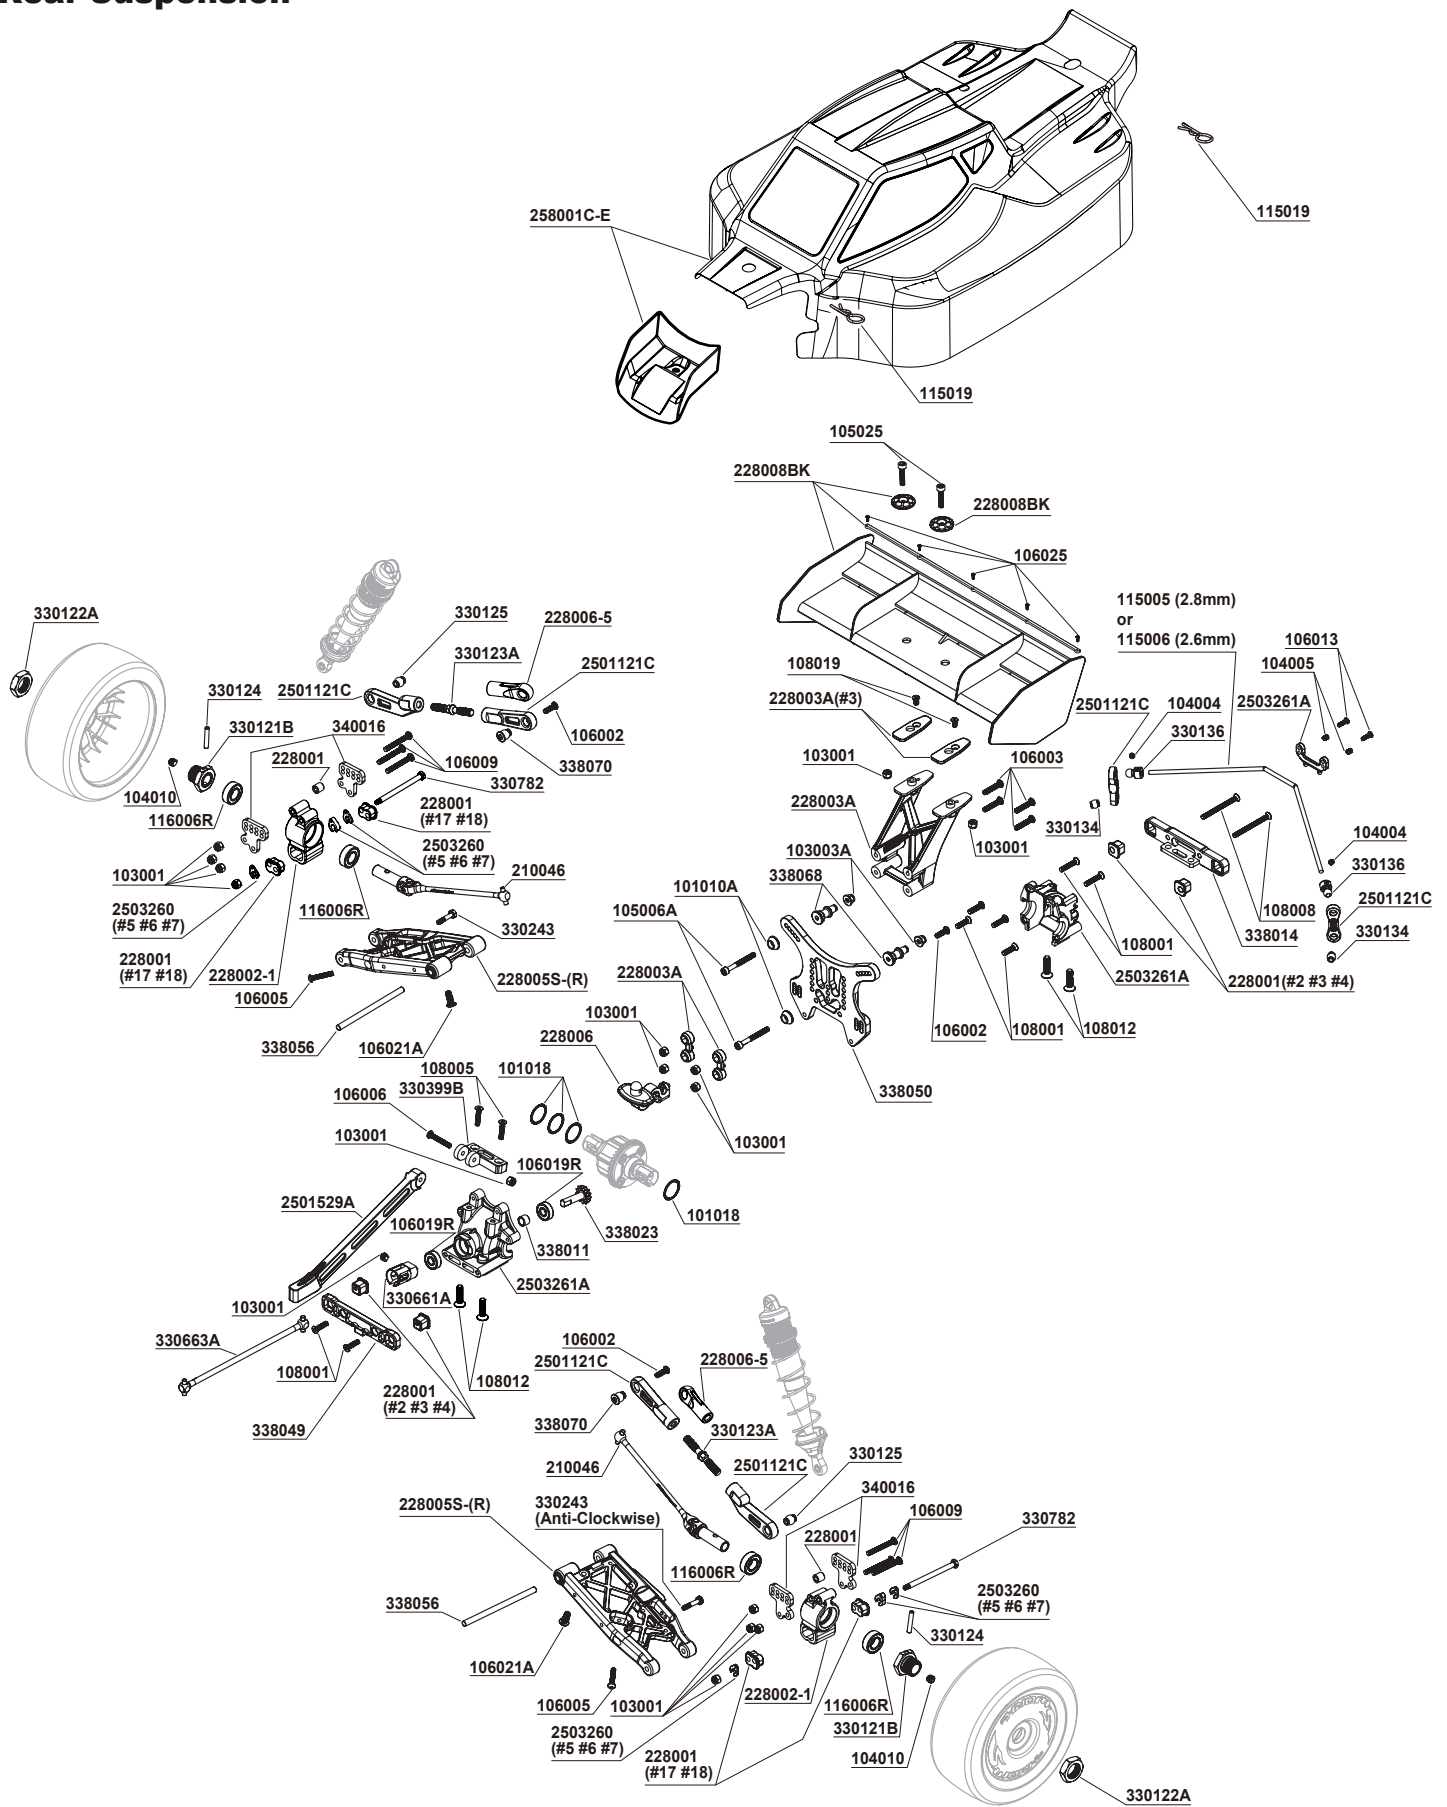 Rear Suspension
258001C-E
115019
115019
105025
228008BK
228008BK
106025
115005 (2.8mm)
or
115006 (2.6mm)
106013
104005
2503261A
2501121C
104004
330136
330122A
330125
228006-5
330123A
2501121C
2501121C
330124
330121B
340016
228001
106002
338070
106009
330782
104010
116006R
228001
(#17 #18)
2503260
(#5 #6 #7)
103001
116006R
210046
2503260
(#5 #6 #7)
228001
(#17 #18)
228002-1
330243
228005S-(R)
106005
338056
106021A
108019
228003A(#3)
103001
106003
228003A
103001
330134
103003A
338068
101010A
105006A
228003A
103001
228006
104004
330136
2501121C
330134
108008
338014
108001
2503261A
228001(#2 #3 #4)
106002
108001
108012
338050
103001
108005
330399B
101018
106006
103001
106019R
101018
2501529A
106019R
338023
338011
2503261A
103001
330661A
330663A
108001
108012
228001
(#2 #3 #4)
338049
106002
2501121C
228006-5
338070
330123A
210046
2501121C
330125
228005S-(R)
330243
(Anti-Clockwise)
340016
106009
330782
228001
116006R
2503260
(#5 #6 #7)
338056
330124
106021A
106005
103001
228002-1
116006R
2503260
(#5 #6 #7)
330121B
228001
(#17 #18)
104010
330122A